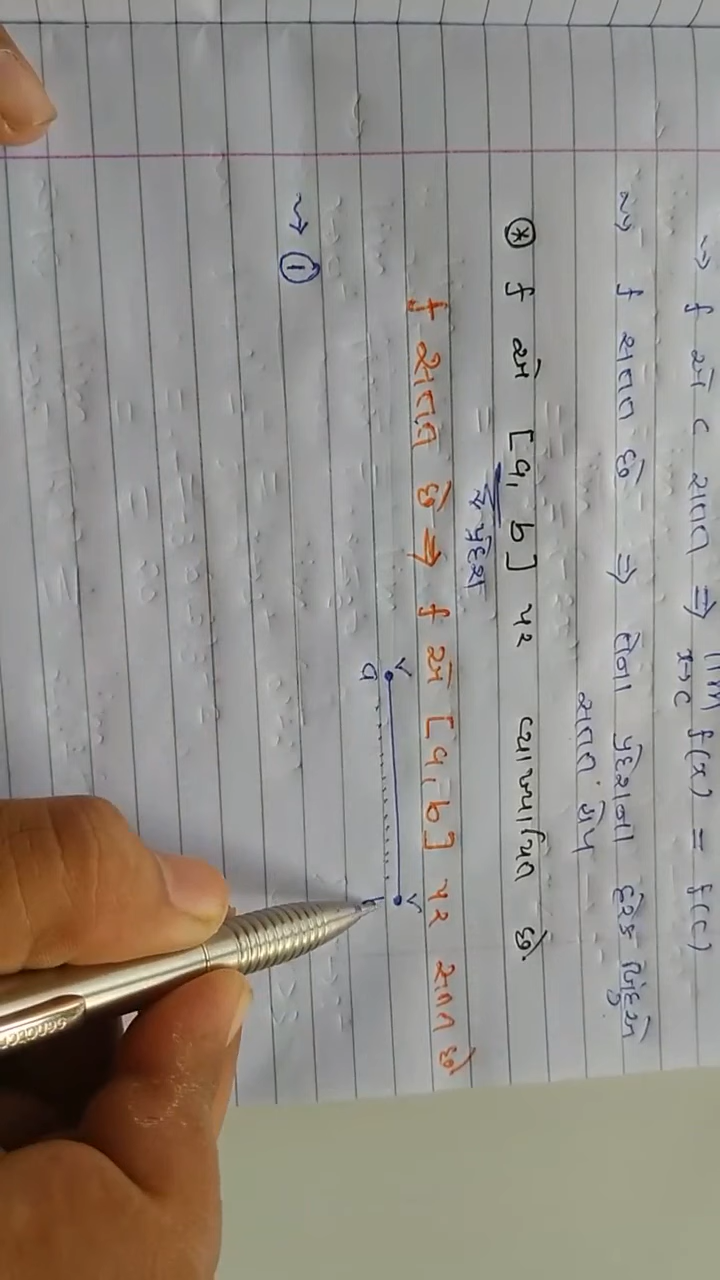 ~→ f એ c સતત ⇒ lim x→c f(x) = f(c)
~→ f સતત છે ⇒ તેના પ્રદેશના દરેક બિંદુએ
સતત હોય
⊛ f એ [a, b] પર વ્યાખ્યાયિત છે.
= પ્રદેશ
f સતત છે ⇒ f એ [a, b] પર સતત છે
a
~→ ①